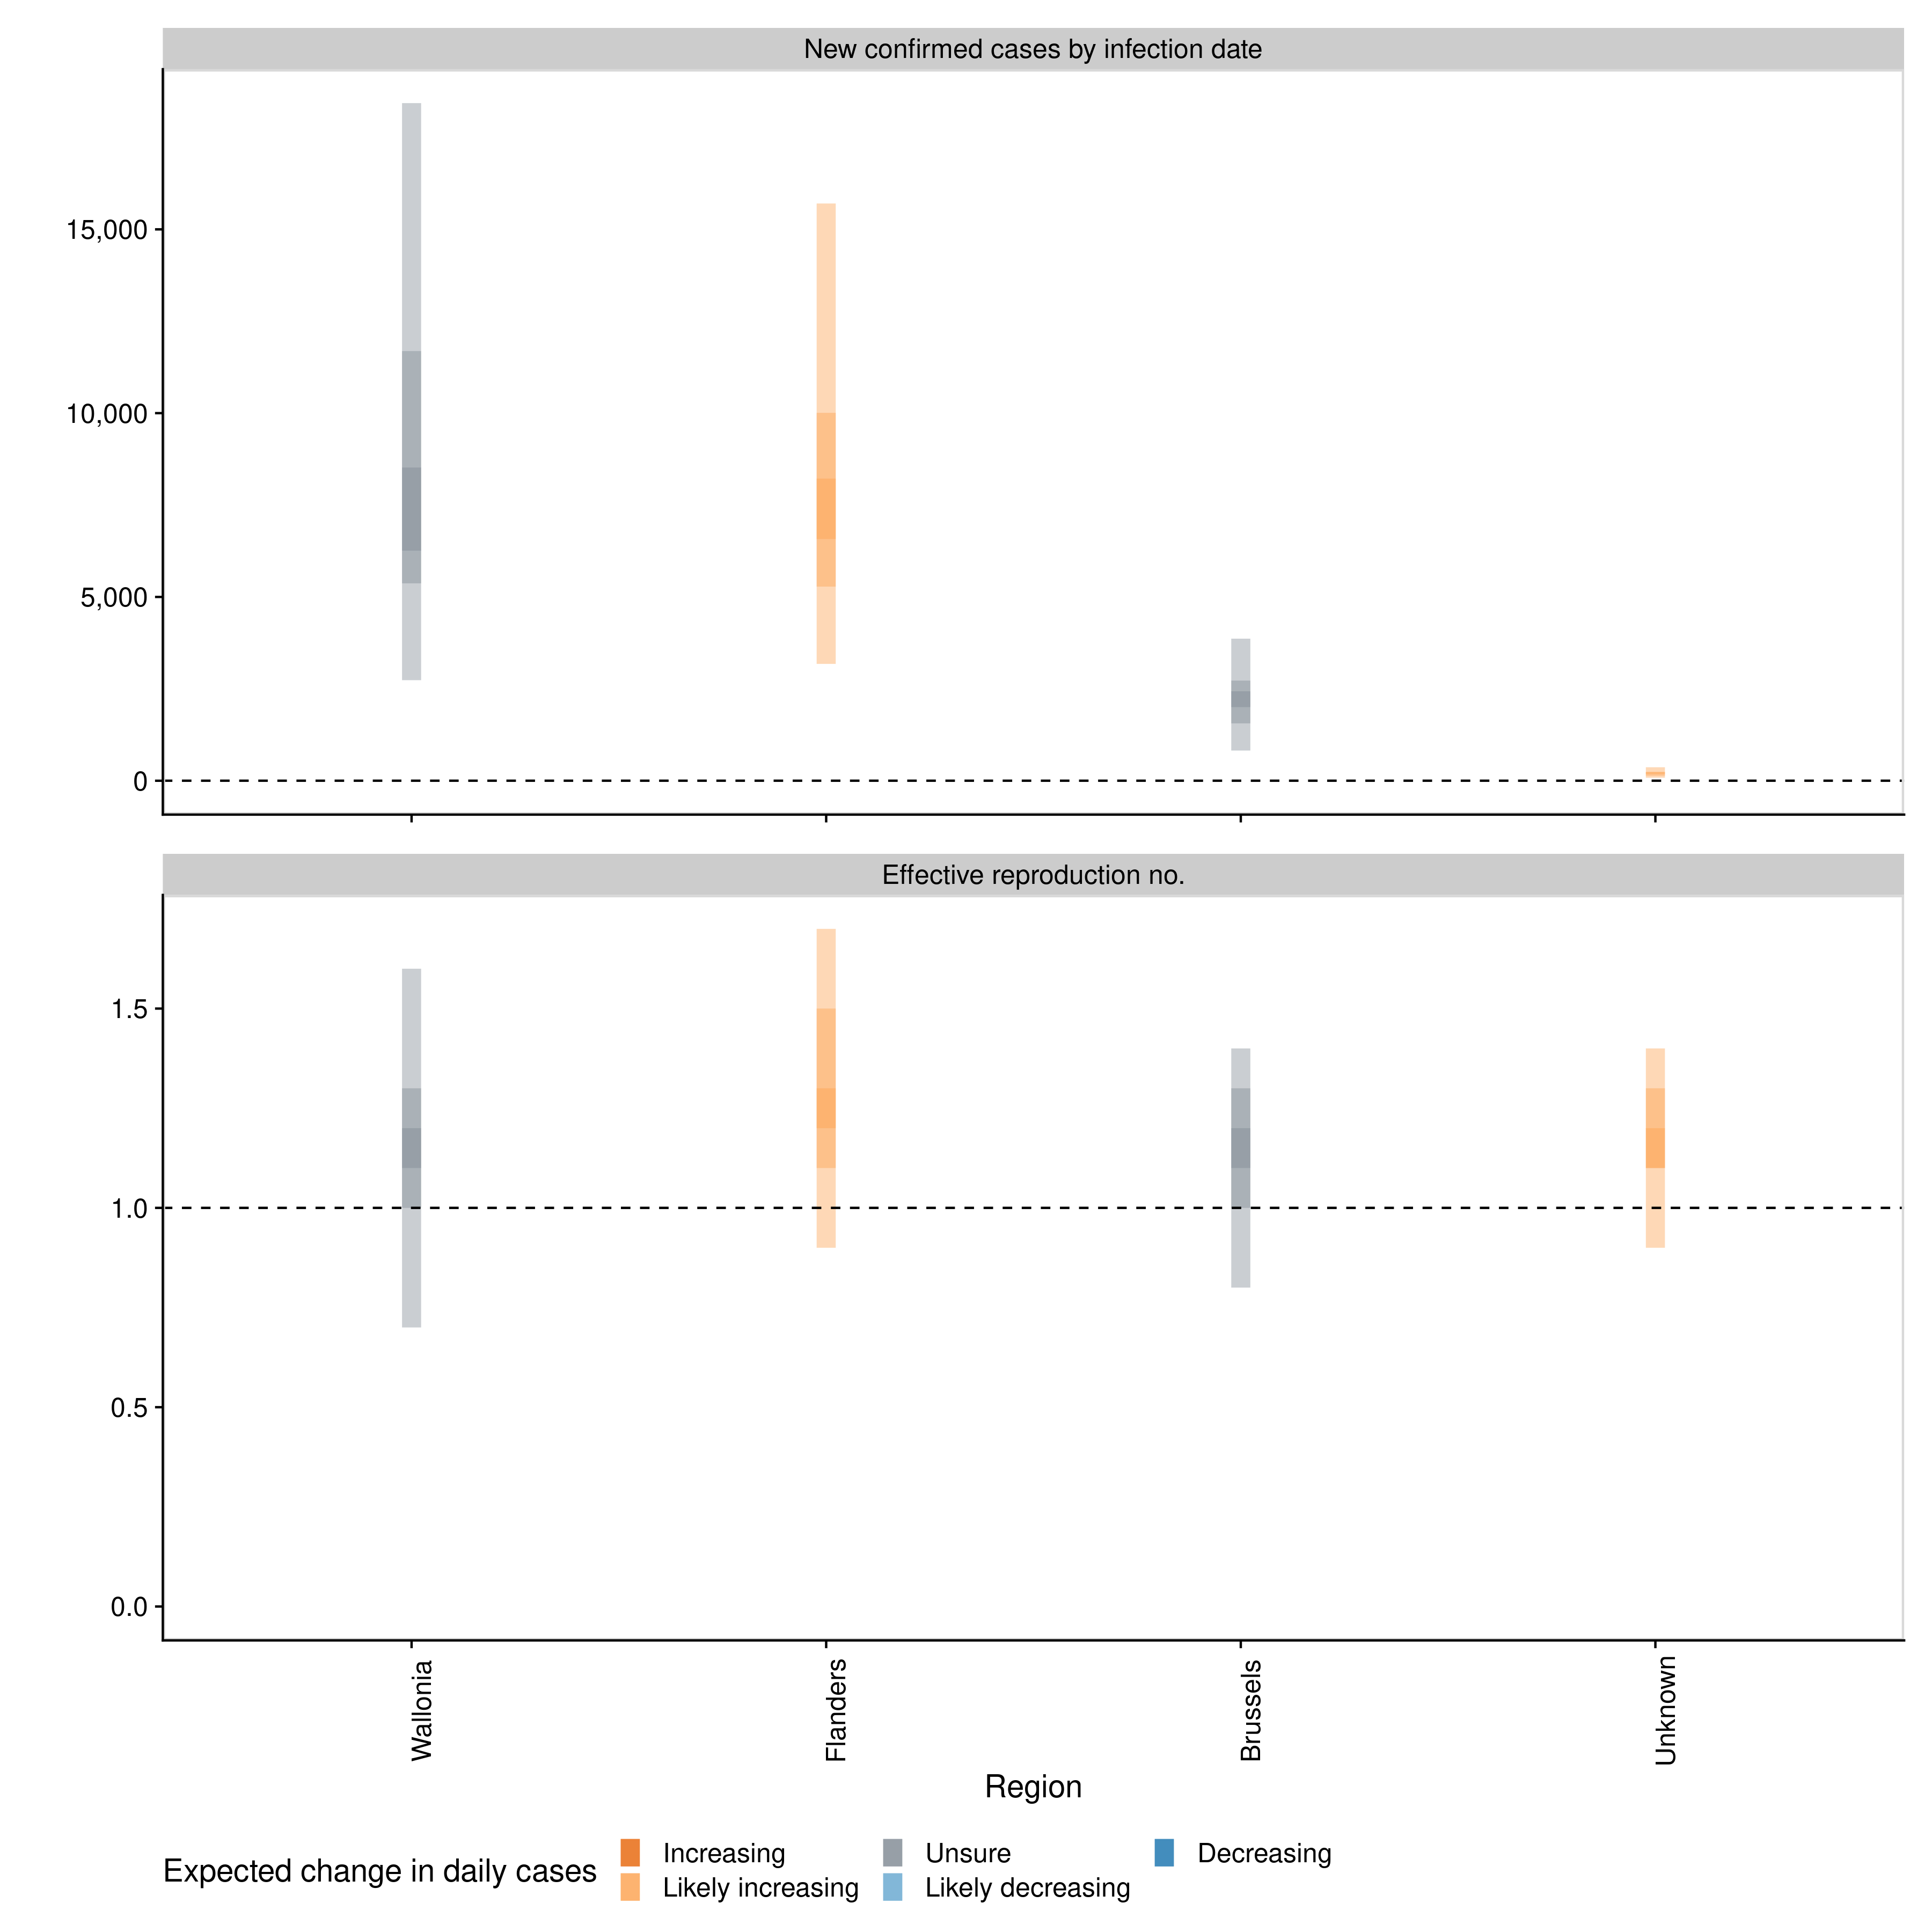 New confirmed cases by infection date
15,000
10,000
5,000
0
Effective reproduction no.
1.5
1.0
0.5
0.0
Wallonia
Flanders
Brussels
Unknown
Region
Expected change in daily cases
Increasing
Unsure
Decreasing
Likely increasing
Likely decreasing